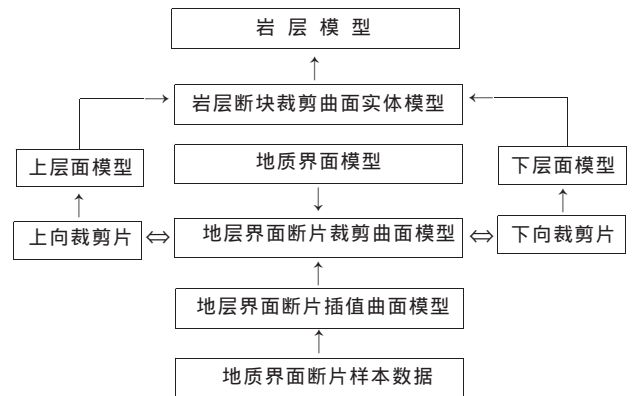 岩层模型
岩层断块裁剪曲面实体模型
上层面模型
地质界面模型
下层面模型
上向裁剪片
地层界面断片裁剪曲面模型
下向裁剪片
地层界面断片插值曲面模型
地质界面断片样本数据